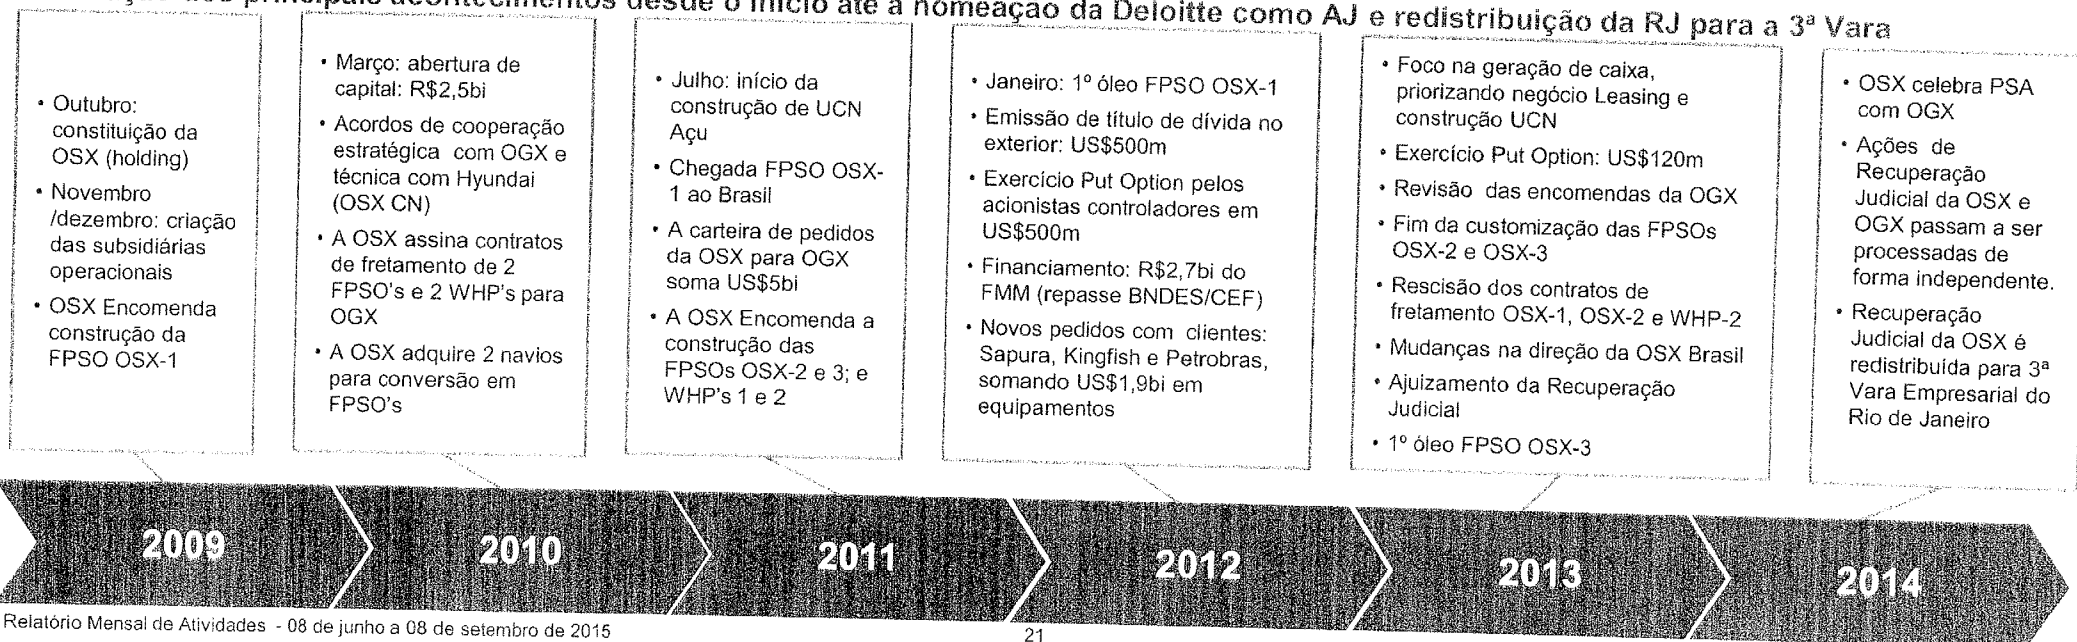 dos principais acontecimentos desde o início até a nomeação da Deloitte como AJ e redistribuição da RJ para a 3ª Vara
• Outubro:
constituição da
OSX (holding)
• Novembro
/dezembro: criação
das subsidiárias
operacionais
• OSX Encomenda
construção da
FPSO OSX-1
• Março: abertura de
capital: R$2,5bi
• Acordos de cooperação
estratégica com OGX e
técnica com Hyundai
(OSX CN)
• A OSX assina contratos
de fretamento de 2
FPSO's e 2 WHP's para
OGX
• A OSX adquire 2 navios
para conversão em
FPSO's
• Julho: início da
construção de UCN
Açu
• Chegada FPSO OSX-
1 ao Brasil
• A carteira de pedidos
da OSX para OGX
soma US$5bi
• A OSX Encomenda a
construção das
FPSOs OSX-2 e 3; e
WHP's 1 e 2
• Janeiro: 1º óleo FPSO OSX-1
• Emissão de título de dívida no
exterior: US$500m
• Exercício Put Option pelos
acionistas controladores em
US$500m
• Financiamento: R$2,7bi do
FMM (repasse BNDES/CEF)
• Novos pedidos com clientes:
Sapura, Kingfish e Petrobras,
somando US$1,9bi em
equipamentos
• Foco na geração de caixa,
priorizando negócio Leasing e
construção UCN
• Exercício Put Option: US$120m
• Revisão das encomendas da OGX
• Fim da customização das FPSOs
OSX-2 e OSX-3
• Rescisão dos contratos de
fretamento OSX-1, OSX-2 e WHP-2
• Mudanças na direção da OSX Brasil
• Ajuizamento da Recuperação
Judicial
• 1º óleo FPSO OSX-3
• OSX celebra PSA
com OGX
• Ações de
Recuperação
Judicial da OSX e
OGX passam a ser
processadas de
forma independente.
• Recuperação
Judicial da OSX é
redistribuída para 3ª
Vara Empresarial do
Rio de Janeiro
2009
2010
2011
2012
2013
2014
Relatório Mensal de Atividades - 08 de junho a 08 de setembro de 2015
21